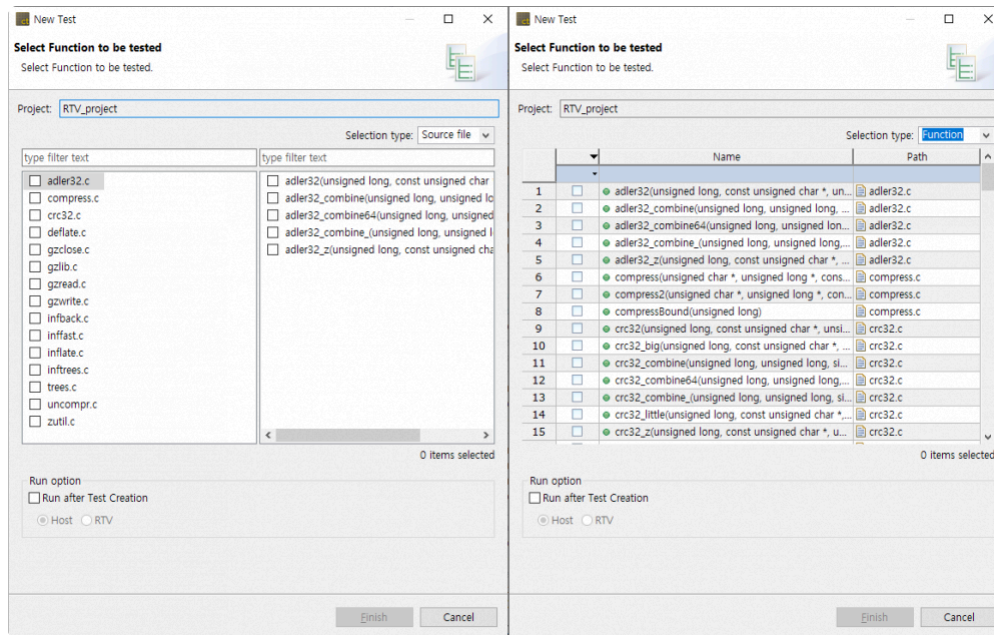 New Test
Select Function to be tested
Select Function to be tested.
Project: RTV_project
Selection type: Source file
type filter text
type filter text
adler32.c
compress.c
crc32.c
deflate.c
gzclose.c
gzlib.c
gzread.c
gzwrite.c
infback.c
inffast.c
inflate.c
inftrees.c
trees.c
uncompr.c
zutil.c
adler32(unsigned long, const unsigned char
adler32_combine(unsigned long, unsigned lo
adler32_combine64(unsigned long, unsigned
adler32_combine_(unsigned long, unsigned l
adler32_z(unsigned long, const unsigned cha
0 items selected
Run option
Run after Test Creation
Host RTV
Finish Cancel
New Test
Select Function to be tested
Select Function to be tested.
Project: RTV_project
Selection type: Function
Name Path
1 adler32(unsigned long, const unsigned char *, un... adler32.c
2 adler32_combine(unsigned long, unsigned long, ... adler32.c
3 adler32_combine64(unsigned long, unsigned lon... adler32.c
4 adler32_combine_(unsigned long, unsigned long,... adler32.c
5 adler32_z(unsigned long, const unsigned char *, ... adler32.c
6 compress(unsigned char *, unsigned long *, cons... compress.c
7 compress2(unsigned char *, unsigned long *, con... compress.c
8 compressBound(unsigned long) compress.c
9 crc32(unsigned long, const unsigned char *, unsi... crc32.c
10 crc32_big(unsigned long, const unsigned char *, ... crc32.c
11 crc32_combine(unsigned long, unsigned long, si... crc32.c
12 crc32_combine64(unsigned long, unsigned long,... crc32.c
13 crc32_combine_(unsigned long, unsigned long, si... crc32.c
14 crc32_little(unsigned long, const unsigned char *,... crc32.c
15 crc32_z(unsigned long, const unsigned char *, u... crc32.c
0 items selected
Run option
Run after Test Creation
Host RTV
Finish Cancel